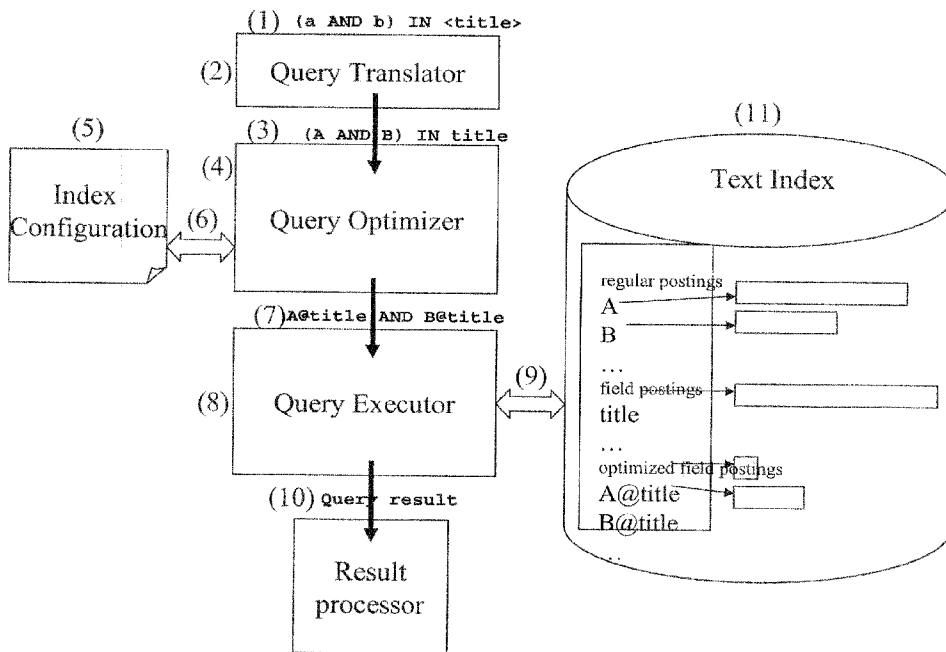 (1) (a AND b) IN <title>
(2) Query Translator
(3) (A AND B) IN title
(4)
Query Optimizer
(5)
Index
Configuration
(6)
(7) A@title AND B@title
(8) Query Executor
(9)
(10) Query result
Result
processor
(11)
Text Index
regular postings
A
B
...
field postings
title
...
optimized field postings
A@title
B@title
...